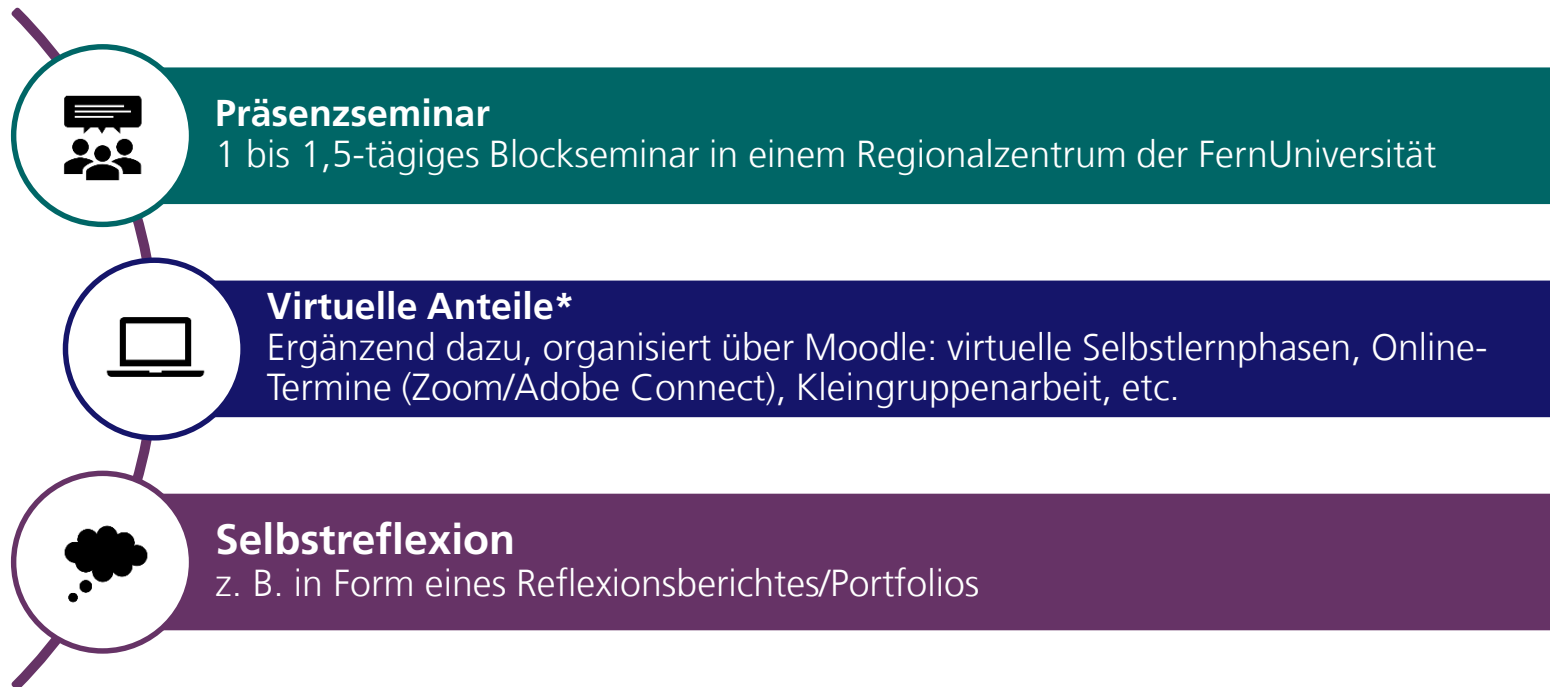 Präsenzseminar
1 bis 1,5-tägiges Blockseminar in einem Regionalzentrum der FernUniversität
Virtuelle Anteile*
Ergänzend dazu, organisiert über Moodle: virtuelle Selbstlernphasen, Online-
Termine (Zoom/Adobe Connect), Kleingruppenarbeit, etc.
Selbstreflexion
z. B. in Form eines Reflexionsberichtes/Portfolios